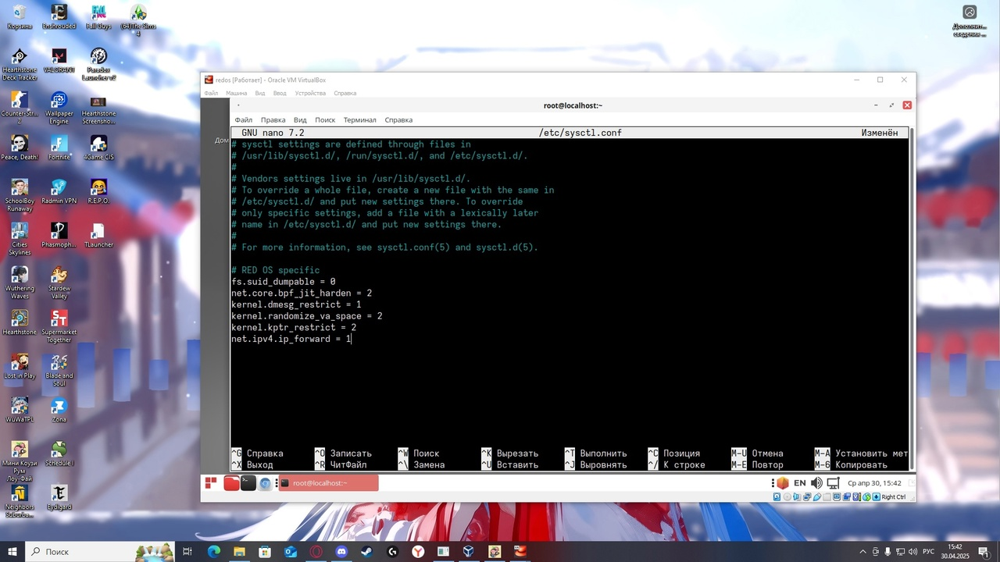 Корзина
Enshrouded
Fall Guys
(64)The Sims 4
Дополнит... сведения ...
Hearthstone Deck Tracker
VALORANT
Paradox Launcher v2
Counter-Str... 2
Wallpaper Engine
Hearthstone Screensho...
Peace, Death!
Fortnite
4Game CIS
SchoolBoy Runaway
Radmin VPN
R.E.P.O.
Cities Skylines
Phasmoph...
TLauncher
Wuthering Waves
Stardew Valley
Hearthstone
Supermarket Together
Lost in Play
Blade and Soul
WuWaTPL
Zona
Мини Коузи Рум
Лоу-Фай
Schedule I
Neighbors Suburba...
Eydigard
redos [Работает] - Oracle VM VirtualBox
Файл Машина Вид Ввод Устройства Справка
root@localhost:~
Файл Правка Вид Поиск Терминал Справка
Дом
GNU nano 7.2 /etc/sysctl.conf Изменён
# sysctl settings are defined through files in
# /usr/lib/sysctl.d/, /run/sysctl.d/, and /etc/sysctl.d/.
#
# Vendors settings live in /usr/lib/sysctl.d/.
# To override a whole file, create a new file with the same in
# /etc/sysctl.d/ and put new settings there. To override
# only specific settings, add a file with a lexically later
# name in /etc/sysctl.d/ and put new settings there.
#
# For more information, see sysctl.conf(5) and sysctl.d(5).
# RED OS specific
fs.suid_dumpable = 0
net.core.bpf_jit_harden = 2
kernel.dmesg_restrict = 1
kernel.randomize_va_space = 2
kernel.kptr_restrict = 2
net.ipv4.ip_forward = 1
^G Справка ^O Записать ^W Поиск ^K Вырезать ^T Выполнить ^C Позиция M-U Отмена M-A Установить мет
^X Выход ^R ЧитФайл ^\ Замена ^U Вставить ^J Выровнять ^/ К строке M-E Повтор M-6 Копировать
root@localhost:~
EN
Ср апр 30, 15:42
Right Ctrl
Поиск
РУС
15:42
30.04.2025